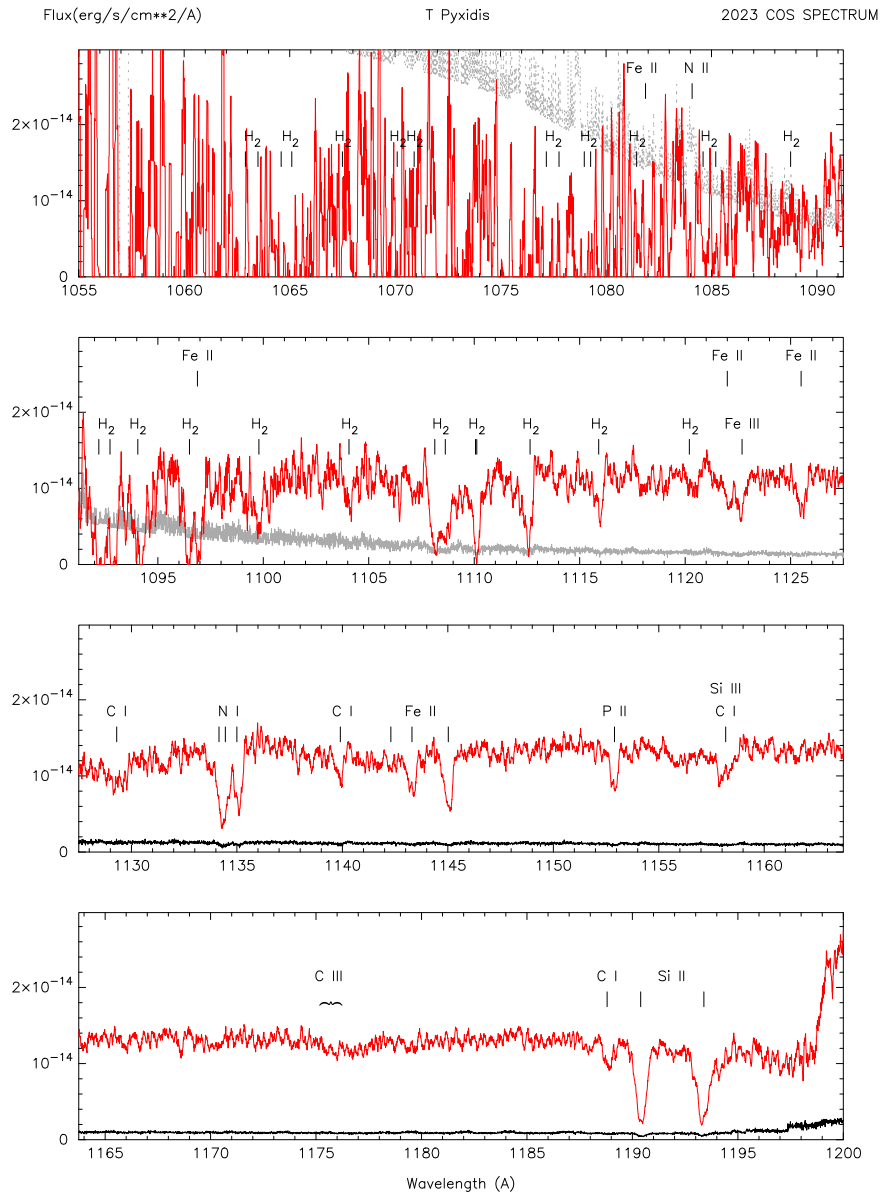 Flux(erg/s/cm**2/A) T Pyxidis 2023 COS SPECTRUM
Fe II N II
2×10⁻¹⁴
H₂ H₂ H₂ H₂ H₂ H₂ H₂ H₂ H₂ H₂
10⁻¹⁴
0
1055 1060 1065 1070 1075 1080 1085 1090
Fe II Fe II Fe II
2×10⁻¹⁴
H₂ H₂ H₂ H₂ H₂ H₂ H₂ H₂ H₂ H₂ Fe III
10⁻¹⁴
0
1095 1100 1105 1110 1115 1120 1125
Si III
2×10⁻¹⁴
C I N I C I Fe II P II C I
10⁻¹⁴
0
1130 1135 1140 1145 1150 1155 1160
C III C I Si II
2×10⁻¹⁴
10⁻¹⁴
0
1165 1170 1175 1180 1185 1190 1195 1200
Wavelength (A)